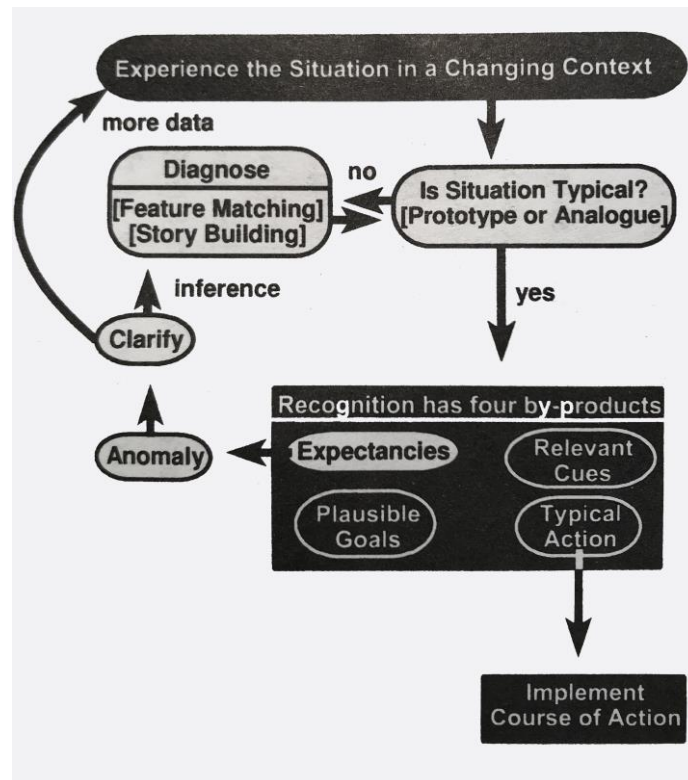 Experience the Situation in a Changing Context
more data
Diagnose
[Feature Matching]
[Story Building]
no
Is Situation Typical?
[Prototype or Analogue]
inference
yes
Clarify
Recognition has four by-products
Anomaly
Expectancies
Relevant
Cues
Plausible
Goals
Typical
Action
Implement
Course of Action